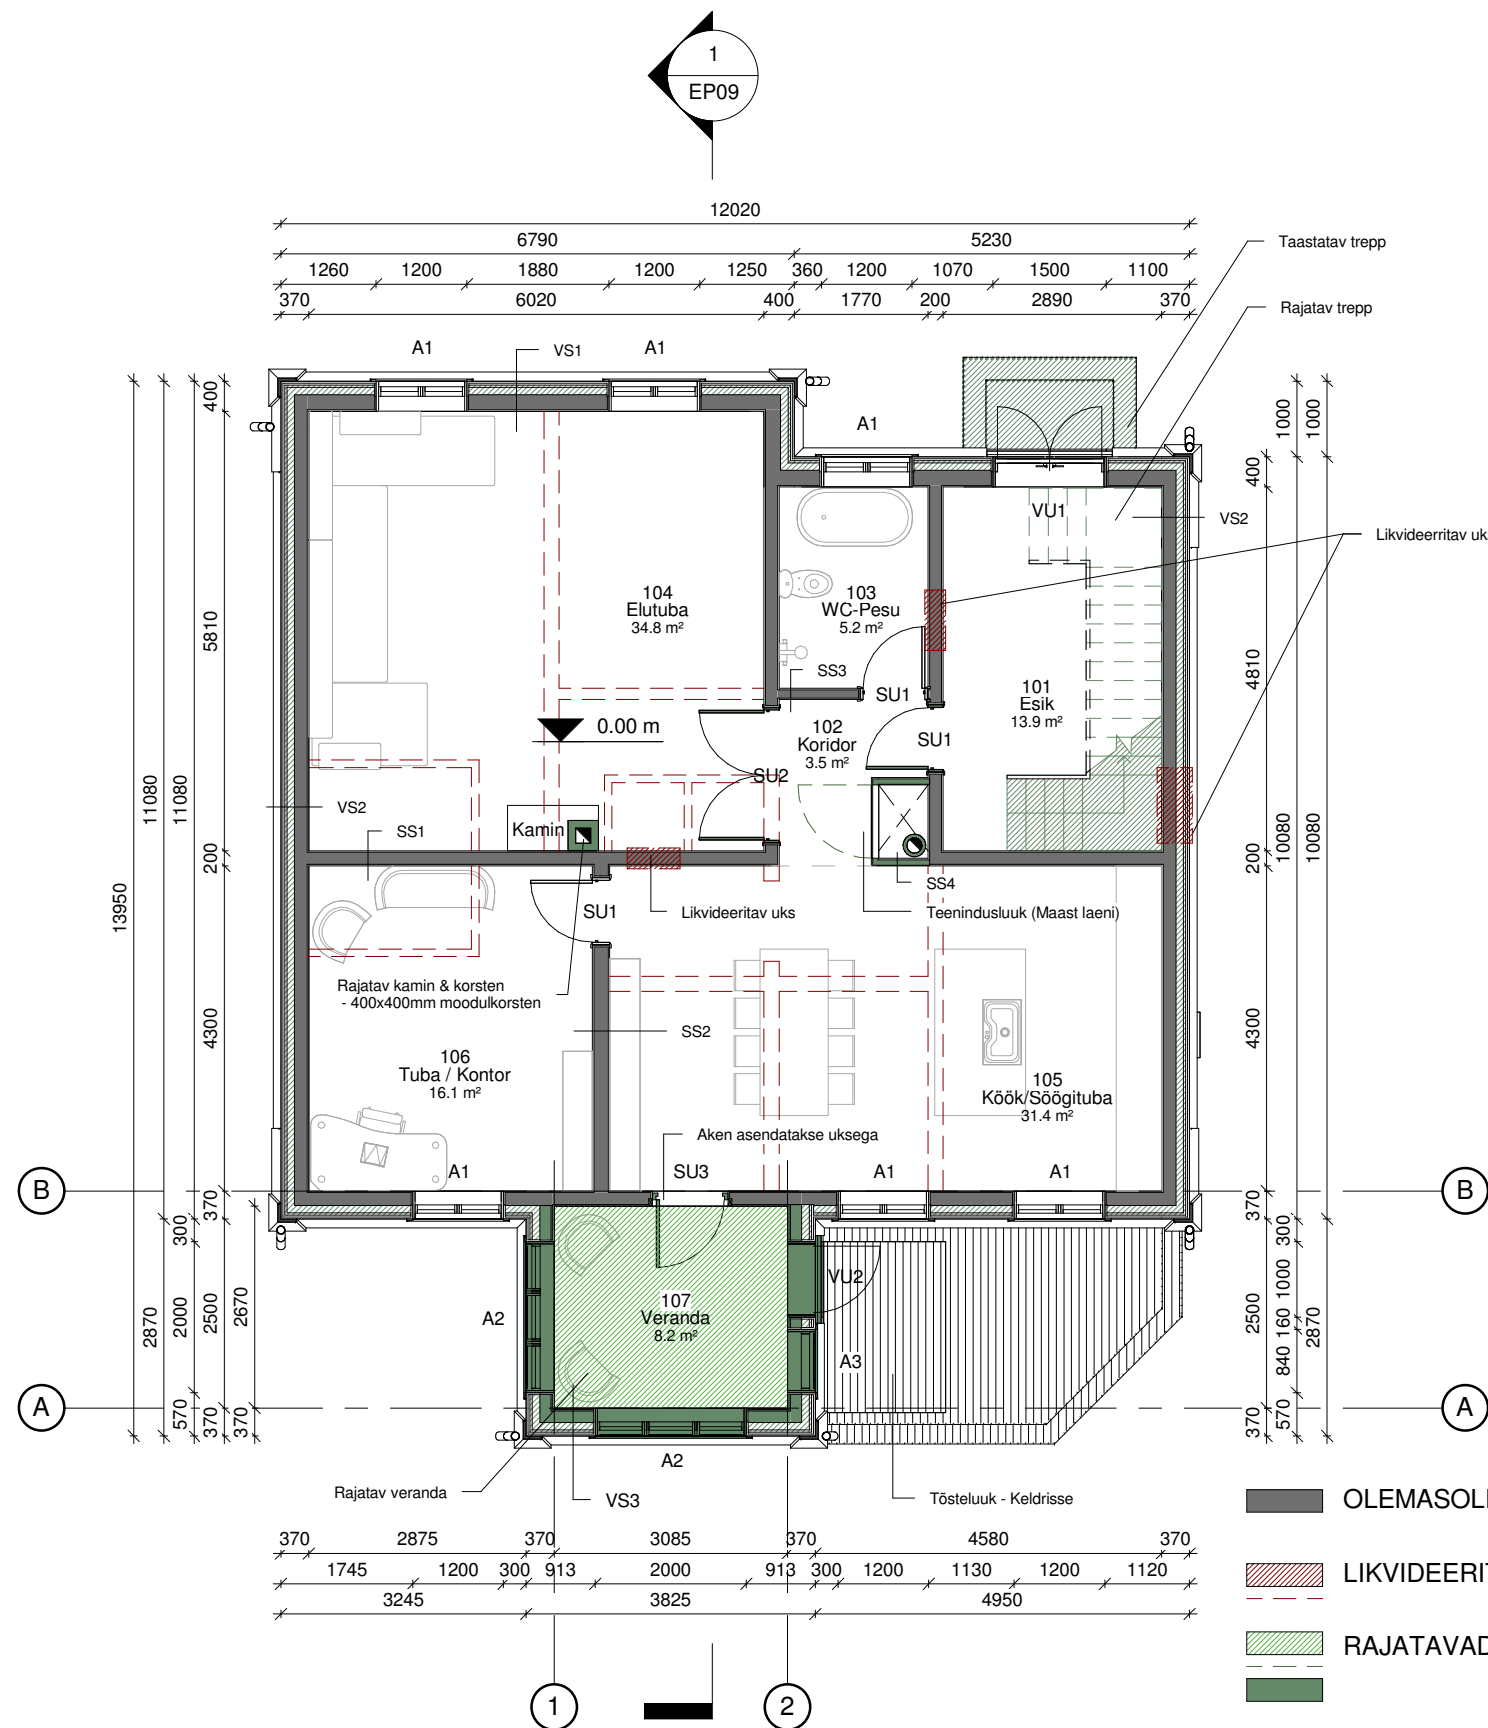 1
EP09
12020
6790 5230
1260 1200 1880 1200 1250 360 1200 1070 1500 1100
370 6020 400 1770 200 2890 370
Taastatav trepp
Rajatav trepp
A1 VS1 A1
A1
VU1
VS2
Likvideerritav uk
104
Elutuba
34.8 m²
103
WC-Pesu
5.2 m²
SS3
SU1
101
Esik
13.9 m²
0.00 m
102
Koridor
3.5 m²
SU1
SU2
VS2
SS1
Kamin
SS4
SU1
Likvideeritav uks
Teenindusluuk (Maast laeni)
Rajatav kamin & korsten
- 400x400mm moodulkorsten
SS2
106
Tuba / Kontor
16.1 m²
105
Köök/Söögituba
31.4 m²
Aken asendatakse uksega
A1 SU3 A1 A1
B B
107
Veranda
8.2 m²
VU2
A2
A3
A A
A2
Rajatav veranda
VS3
Tõsteluuk - Keldrisse
13950
11080
2870
11080
300
2000
570
400
5810
200
4300
370
2500
370
2670
370
400
4810
200
4300
370
2500
370
1000
10080
300
1000
160
840
570
1000
10080
2870
370 2875 370 3085 370 4580 370
1745 1200 300 913 2000 913 300 1200 1130 1200 1120
3245 3825 4950
1 2
OLEMASOL
LIKVIDEERI
RAJATAVAD